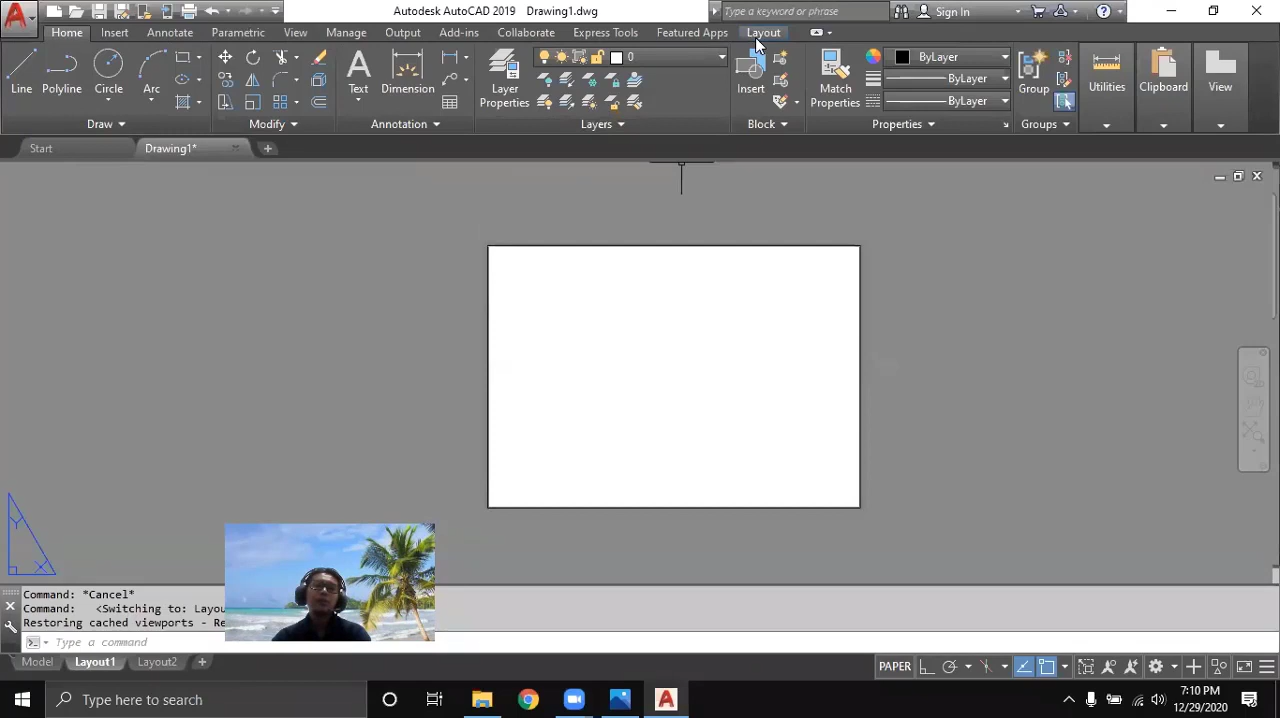 Autodesk AutoCAD 2019 Drawing1.dwg
Type a keyword or phrase
Sign In
Home Insert Annotate Parametric View Manage Output Add-ins Collaborate Express Tools Featured Apps Layout
Line Polyline Circle Arc
Text Dimension
Layer Properties
0
Insert
Match Properties
ByLayer
ByLayer
ByLayer
Group
Utilities
Clipboard
View
Draw Modify Annotation Layers Block Properties Groups
Start Drawing1*
Y
X
Command: *Cancel*
Command: <Switching to: Layou
Restoring cached viewports - Re
Type a command
Model Layout1 Layout2
PAPER
Type here to search
7:10 PM
12/29/2020